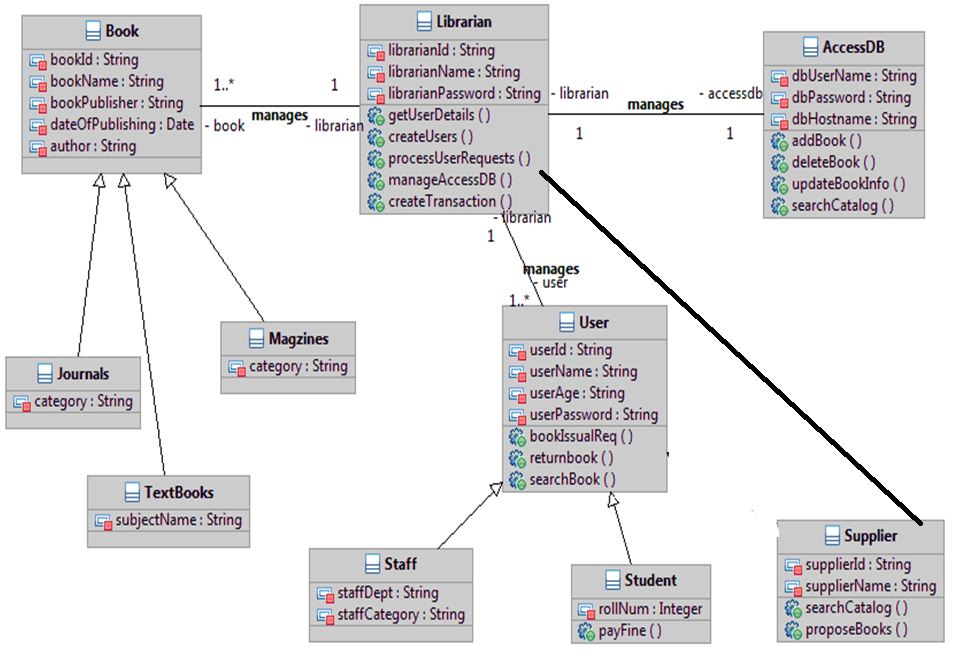 Book
bookId : String
bookName : String
bookPublisher : String
dateOfPublishing : Date
author : String
1..*
1
manages
- book
- librarian
Librarian
librarianId : String
librarianName : String
librarianPassword : String
getUserDetails ( )
createUsers ( )
processUserRequests ( )
manageAccessDB ( )
createTransaction ( )
- librarian
- accessdb
manages
1
1
AccessDB
dbUserName : String
dbPassword : String
dbHostname : String
addBook ( )
deleteBook ( )
updateBookInfo ( )
searchCatalog ( )
- librarian
1
manages
- user
1..*
User
userId : String
userName : String
userAge : String
userPassword : String
bookIssualReq ( )
returnbook ( )
searchBook ( )
Magzines
category : String
Journals
category : String
TextBooks
subjectName : String
Staff
staffDept : String
staffCategory : String
Student
rollNum : Integer
payFine ( )
Supplier
supplierId : String
supplierName : String
searchCatalog ( )
proposeBooks ( )